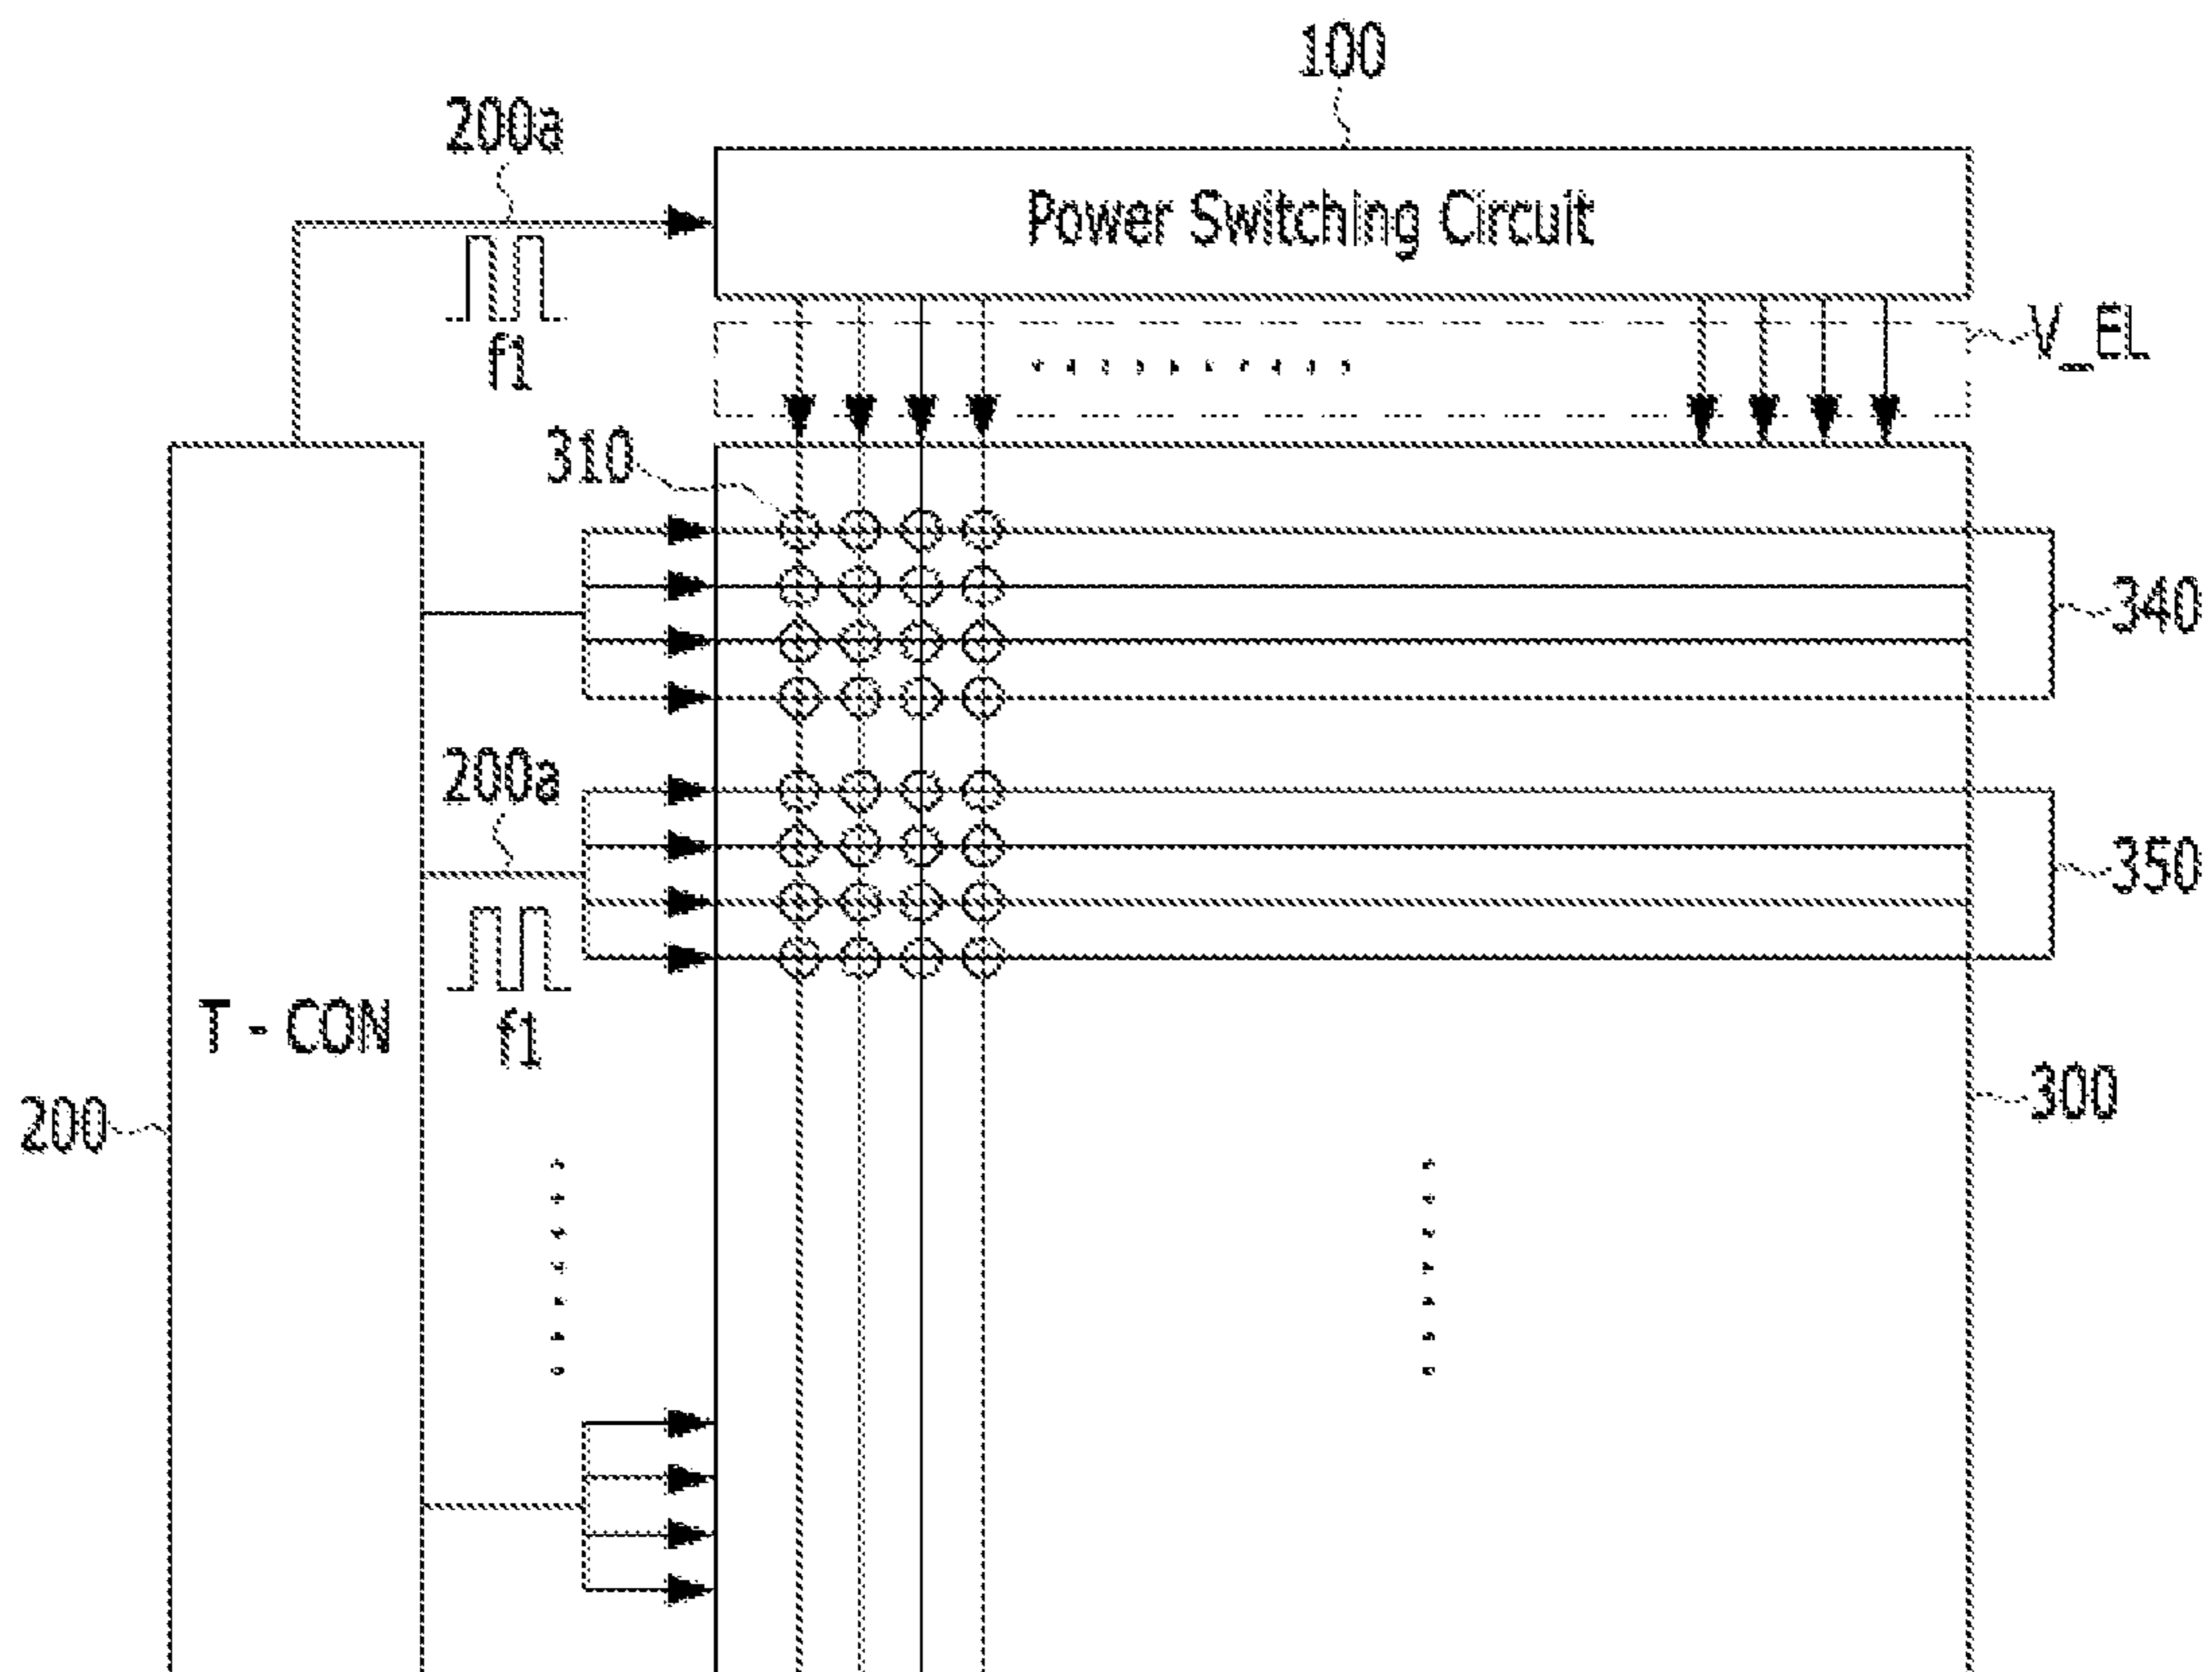 100
200a
Power Switching Circuit
f1
V_EL
310
340
200a
350
f1
T - CON
300
200